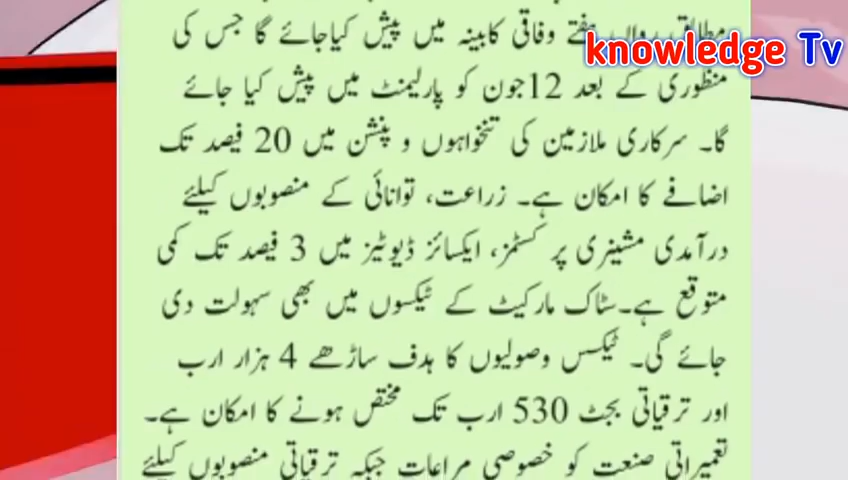 مطابق رواں ہفتے وفاقی کابینہ میں پیش کیاجائے گا جس کی
knowledge Tv
منظوری کے بعد 12جون کو پارلیمنٹ میں پیش کیا جائے
گا۔ سرکاری ملازمین کی تنخواہوں و پنشن میں 20 فیصد تک
اضافے کا امکان ہے۔ زراعت، توانائی کے منصوبوں کیلئے
درآمدی مشینری پر کسٹمز، ایکسائز ڈیوٹیز میں 3 فیصد تک کمی
متوقع ہے۔سٹاک مارکیٹ کے ٹیکسوں میں بھی سہولت دی
جائے گی۔ ٹیکس وصولیوں کا ہدف ساڑھے 4 ہزار ارب
اور ترقیاتی بجٹ 530 ارب تک مختص ہونے کا امکان ہے۔
تعمیراتی صنعت کو خصوصی مراعات جبکہ ترقیاتی منصوبوں کیلئے